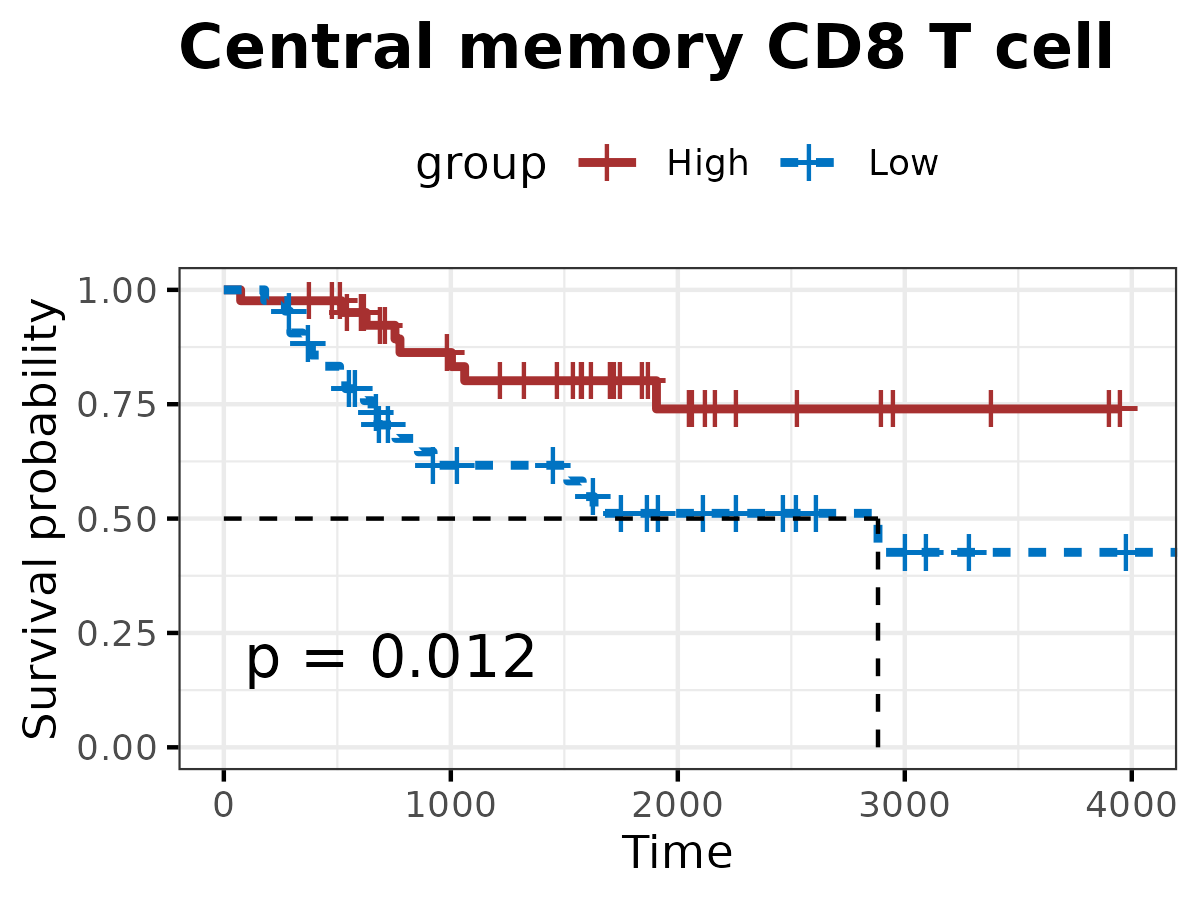 Central memory CD8 T cell
group High Low
Survival probability
1.00
0.75
0.50
0.25
0.00
p = 0.012
0 1000 2000 3000 4000
Time